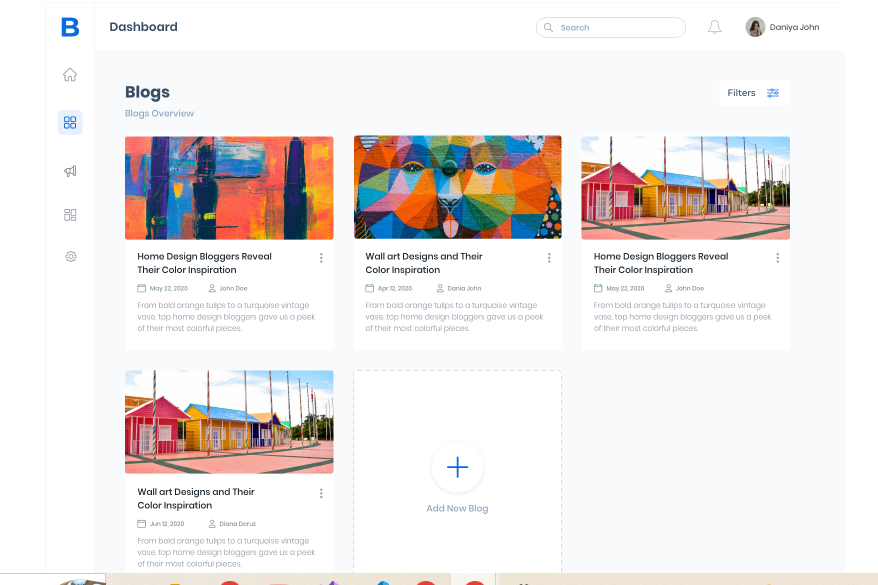 B
Dashboard
Search
Daniya John
Blogs
Filters
Blogs Overview
Home Design Bloggers Reveal
Their Color Inspiration
May 22, 2020 John Doe
From bold orange tulips to a turquoise vintage
vase, top home design bloggers gave us a peek
of their most colorful pieces.
Wall art Designs and Their
Color Inspiration
Apr 12, 2020 Dania John
From bold orange tulips to a turquoise vintage
vase, top home design bloggers gave us a peek
of their most colorful pieces.
Home Design Bloggers Reveal
Their Color Inspiration
May 22, 2020 John Doe
From bold orange tulips to a turquoise vintage
vase, top home design bloggers gave us a peek
of their most colorful pieces.
Wall art Designs and Their
Color Inspiration
Jun 12, 2020 Diana Dcruz
From bold orange tulips to a turquoise vintage
vase, top home design bloggers gave us a peek
of their most colorful pieces.
Add New Blog